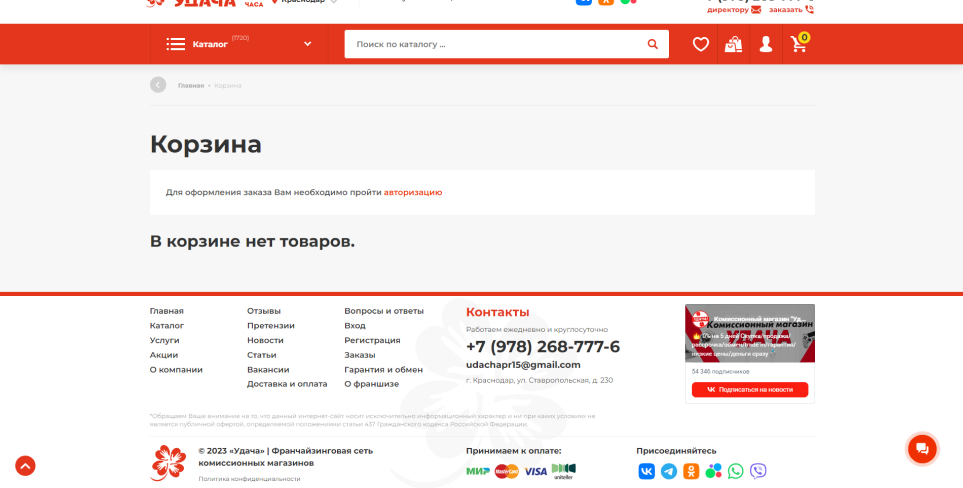 УДАЧА ЧАСА Краснодар
директору заказать
Каталог (1720)
Поиск по каталогу ...
0
Главная • Корзина
Корзина
Для оформления заказа Вам необходимо пройти авторизацию
В корзине нет товаров.
Главная
Каталог
Услуги
Акции
О компании
Отзывы
Претензии
Новости
Статьи
Вакансии
Доставка и оплата
Вопросы и ответы
Вход
Регистрация
Заказы
Гарантия и обмен
О франшизе
Контакты
Работаем ежедневно и круглосуточно
+7 (978) 268-777-6
udachapr15@gmail.com
г. Краснодар, ул. Ставропольская, д. 230
Комиссионный магазин "Уд...
Комиссионный магазин
УДАЧА
54 346 подписчиков
Подписаться на новости
*Обращаем Ваше внимание на то, что данный интернет-сайт носит исключительно информационный характер и ни при каких условиях не
является публичной офертой, определяемой положениями статьи 437 Гражданского кодекса Российской Федерации.
© 2023 «Удача» | Франчайзинговая сеть
комиссионных магазинов
Политика конфиденциальности
Принимаем к оплате:
МИР MasterCard VISA uniteller
Присоединяйтесь